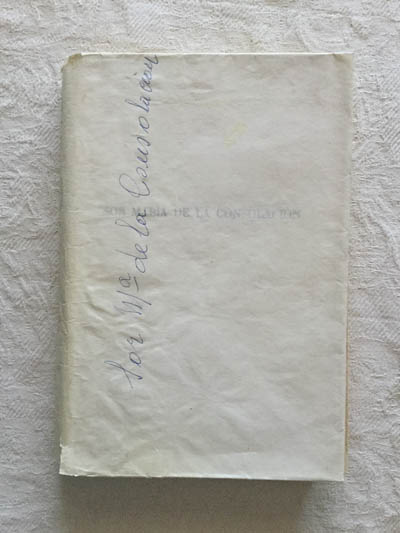 Sor Mª de la Consolación
SOR MARIA DE LA CONSOLACION